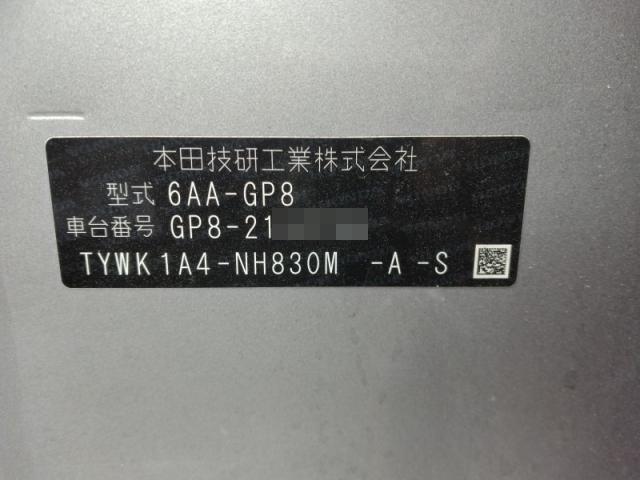 本田技研工業株式会社
型式 6AA-GP8
車台番号 GP8-21
TYWK1A4-NH830M -A -S